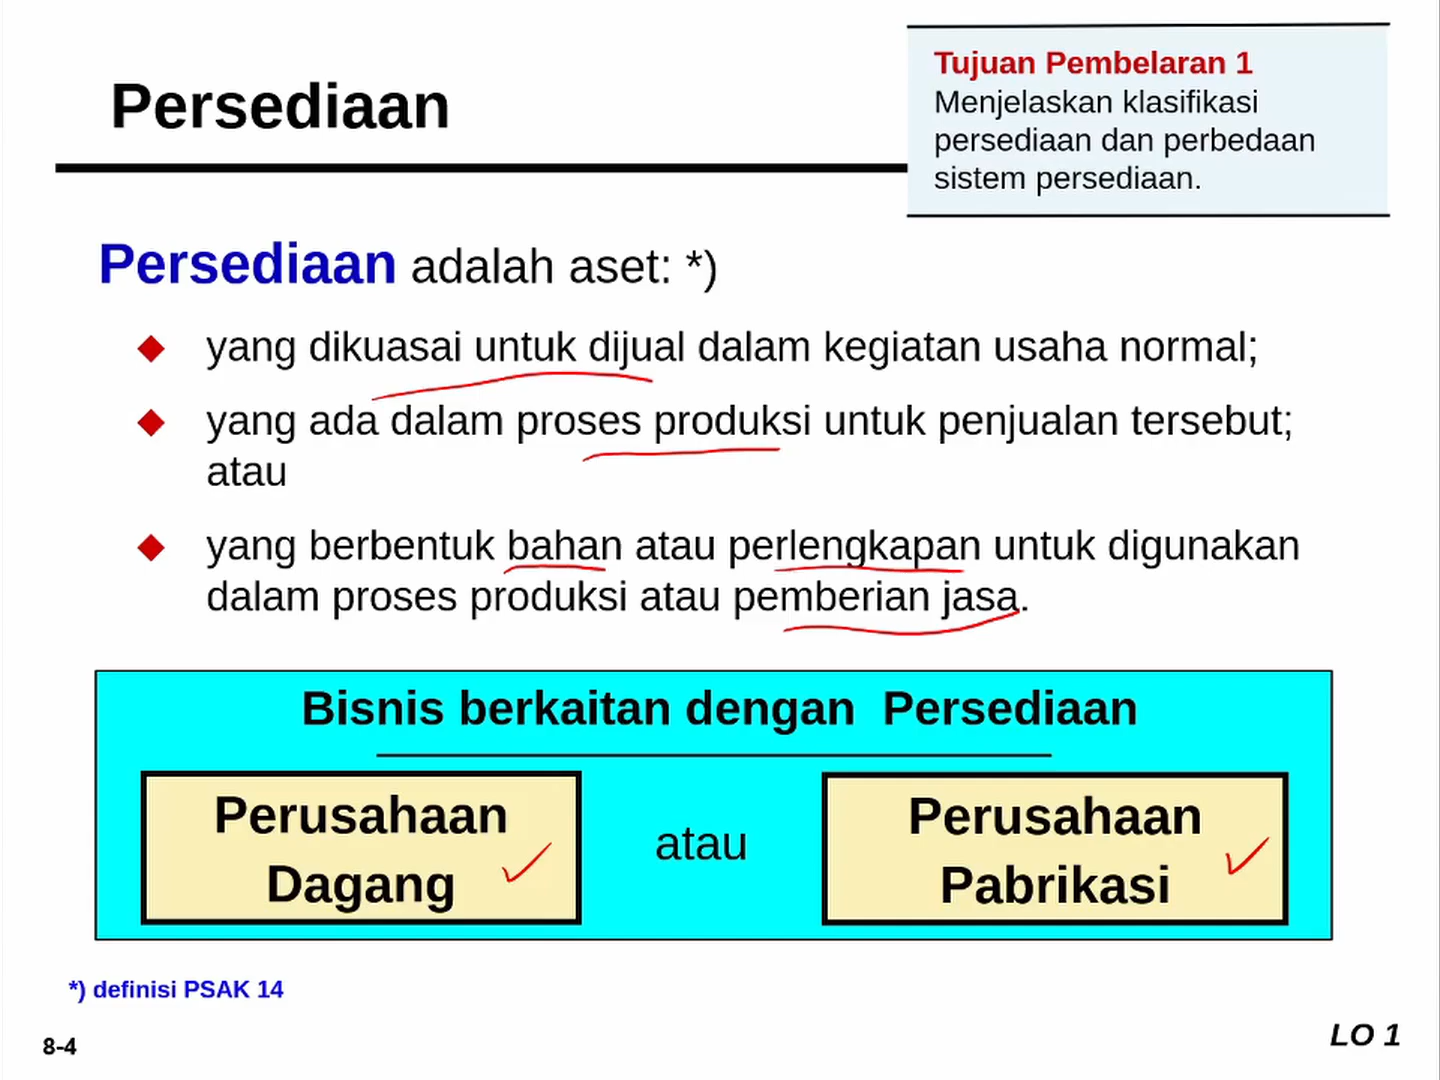 Persediaan
Tujuan Pembelaran 1
Menjelaskan klasifikasi
persediaan dan perbedaan
sistem persediaan.
Persediaan adalah aset: *)
yang dikuasai untuk dijual dalam kegiatan usaha normal;
yang ada dalam proses produksi untuk penjualan tersebut;
atau
yang berbentuk bahan atau perlengkapan untuk digunakan
dalam proses produksi atau pemberian jasa.
Bisnis berkaitan dengan Persediaan
Perusahaan
Dagang
atau
Perusahaan
Pabrikasi
*) definisi PSAK 14
8-4
LO 1